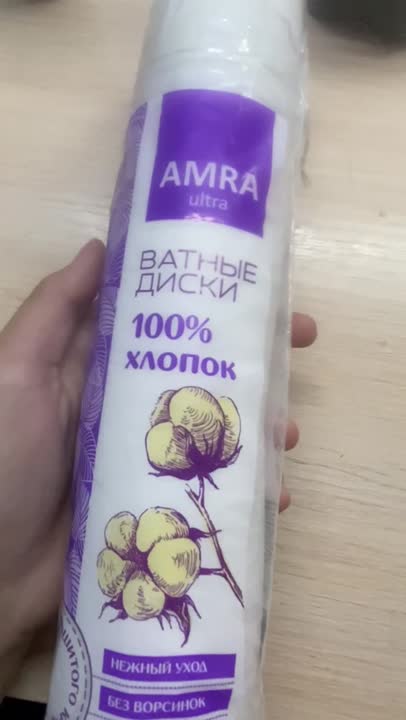 AMRA
ultra
ВАТНЫЕ
ДИСКИ
100%
ХЛОПОК
НЕЖНЫЙ УХОД
БЕЗ ВОРСИНОК